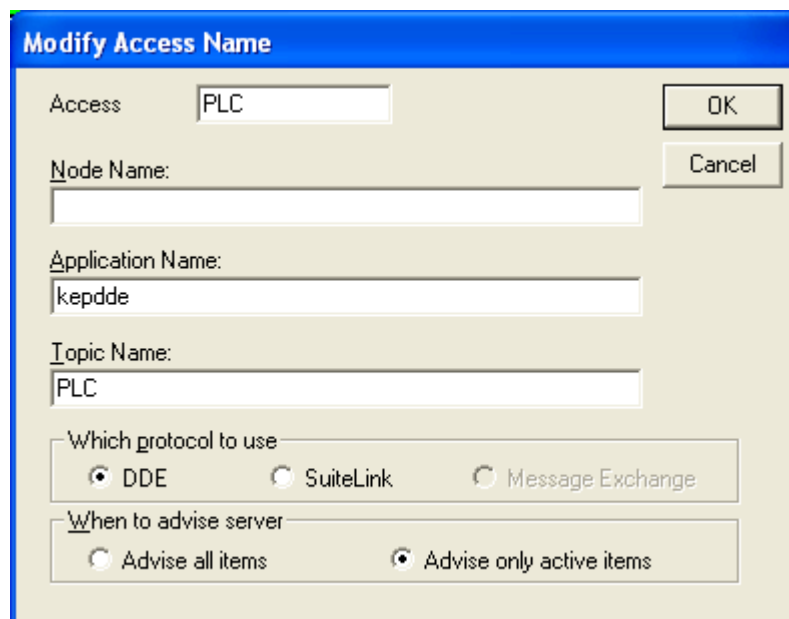 Modify Access Name
Access PLC
OK
Node Name:
Cancel
Application Name:
kepdde
Topic Name:
PLC
Which protocol to use
DDE SuiteLink Message Exchange
When to advise server
Advise all items Advise only active items